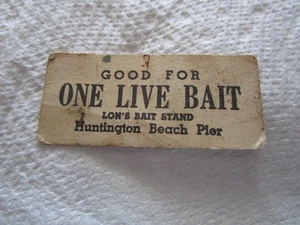 GOOD FOR
ONE LIVE BAIT
LON'S BAIT STAND
Huntington Beach Pier